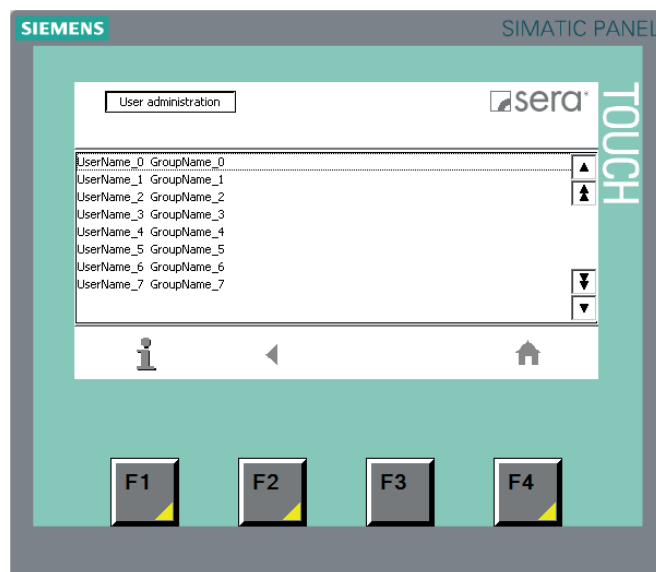 SIEMENS
SIMATIC PANEL
TOUCH
User administration
sera
UserName_0 GroupName_0
UserName_1 GroupName_1
UserName_2 GroupName_2
UserName_3 GroupName_3
UserName_4 GroupName_4
UserName_5 GroupName_5
UserName_6 GroupName_6
UserName_7 GroupName_7
F1
F2
F3
F4